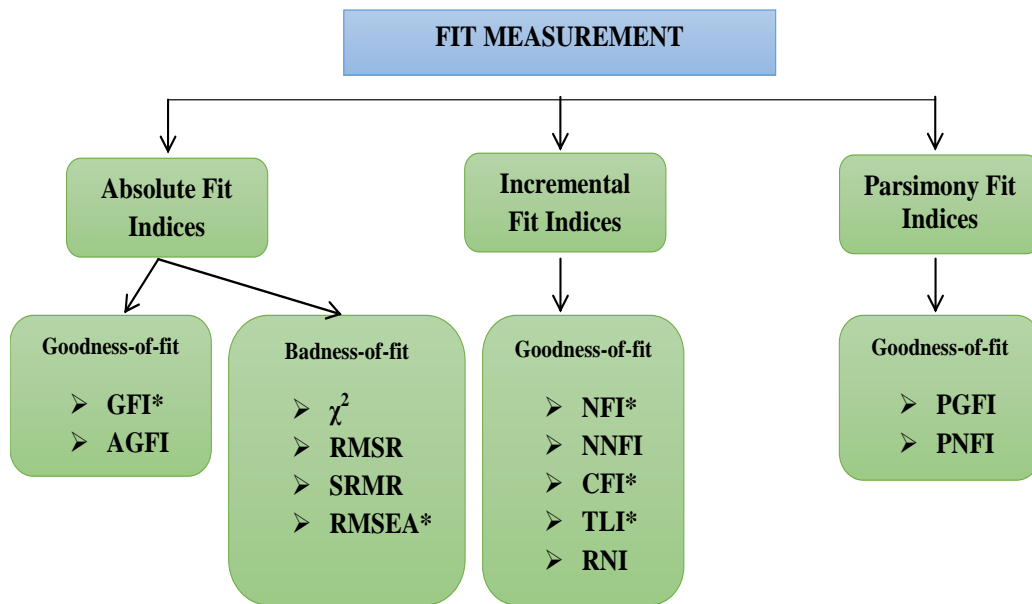 FIT MEASUREMENT
Absolute Fit
Indices
Incremental
Fit Indices
Parsimony Fit
Indices
Goodness-of-fit
➢ GFI*
➢ AGFI
Badness-of-fit
➢ χ²
➢ RMSR
➢ SRMR
➢ RMSEA*
Goodness-of-fit
➢ NFI*
➢ NNFI
➢ CFI*
➢ TLI*
➢ RNI
Goodness-of-fit
➢ PGFI
➢ PNFI